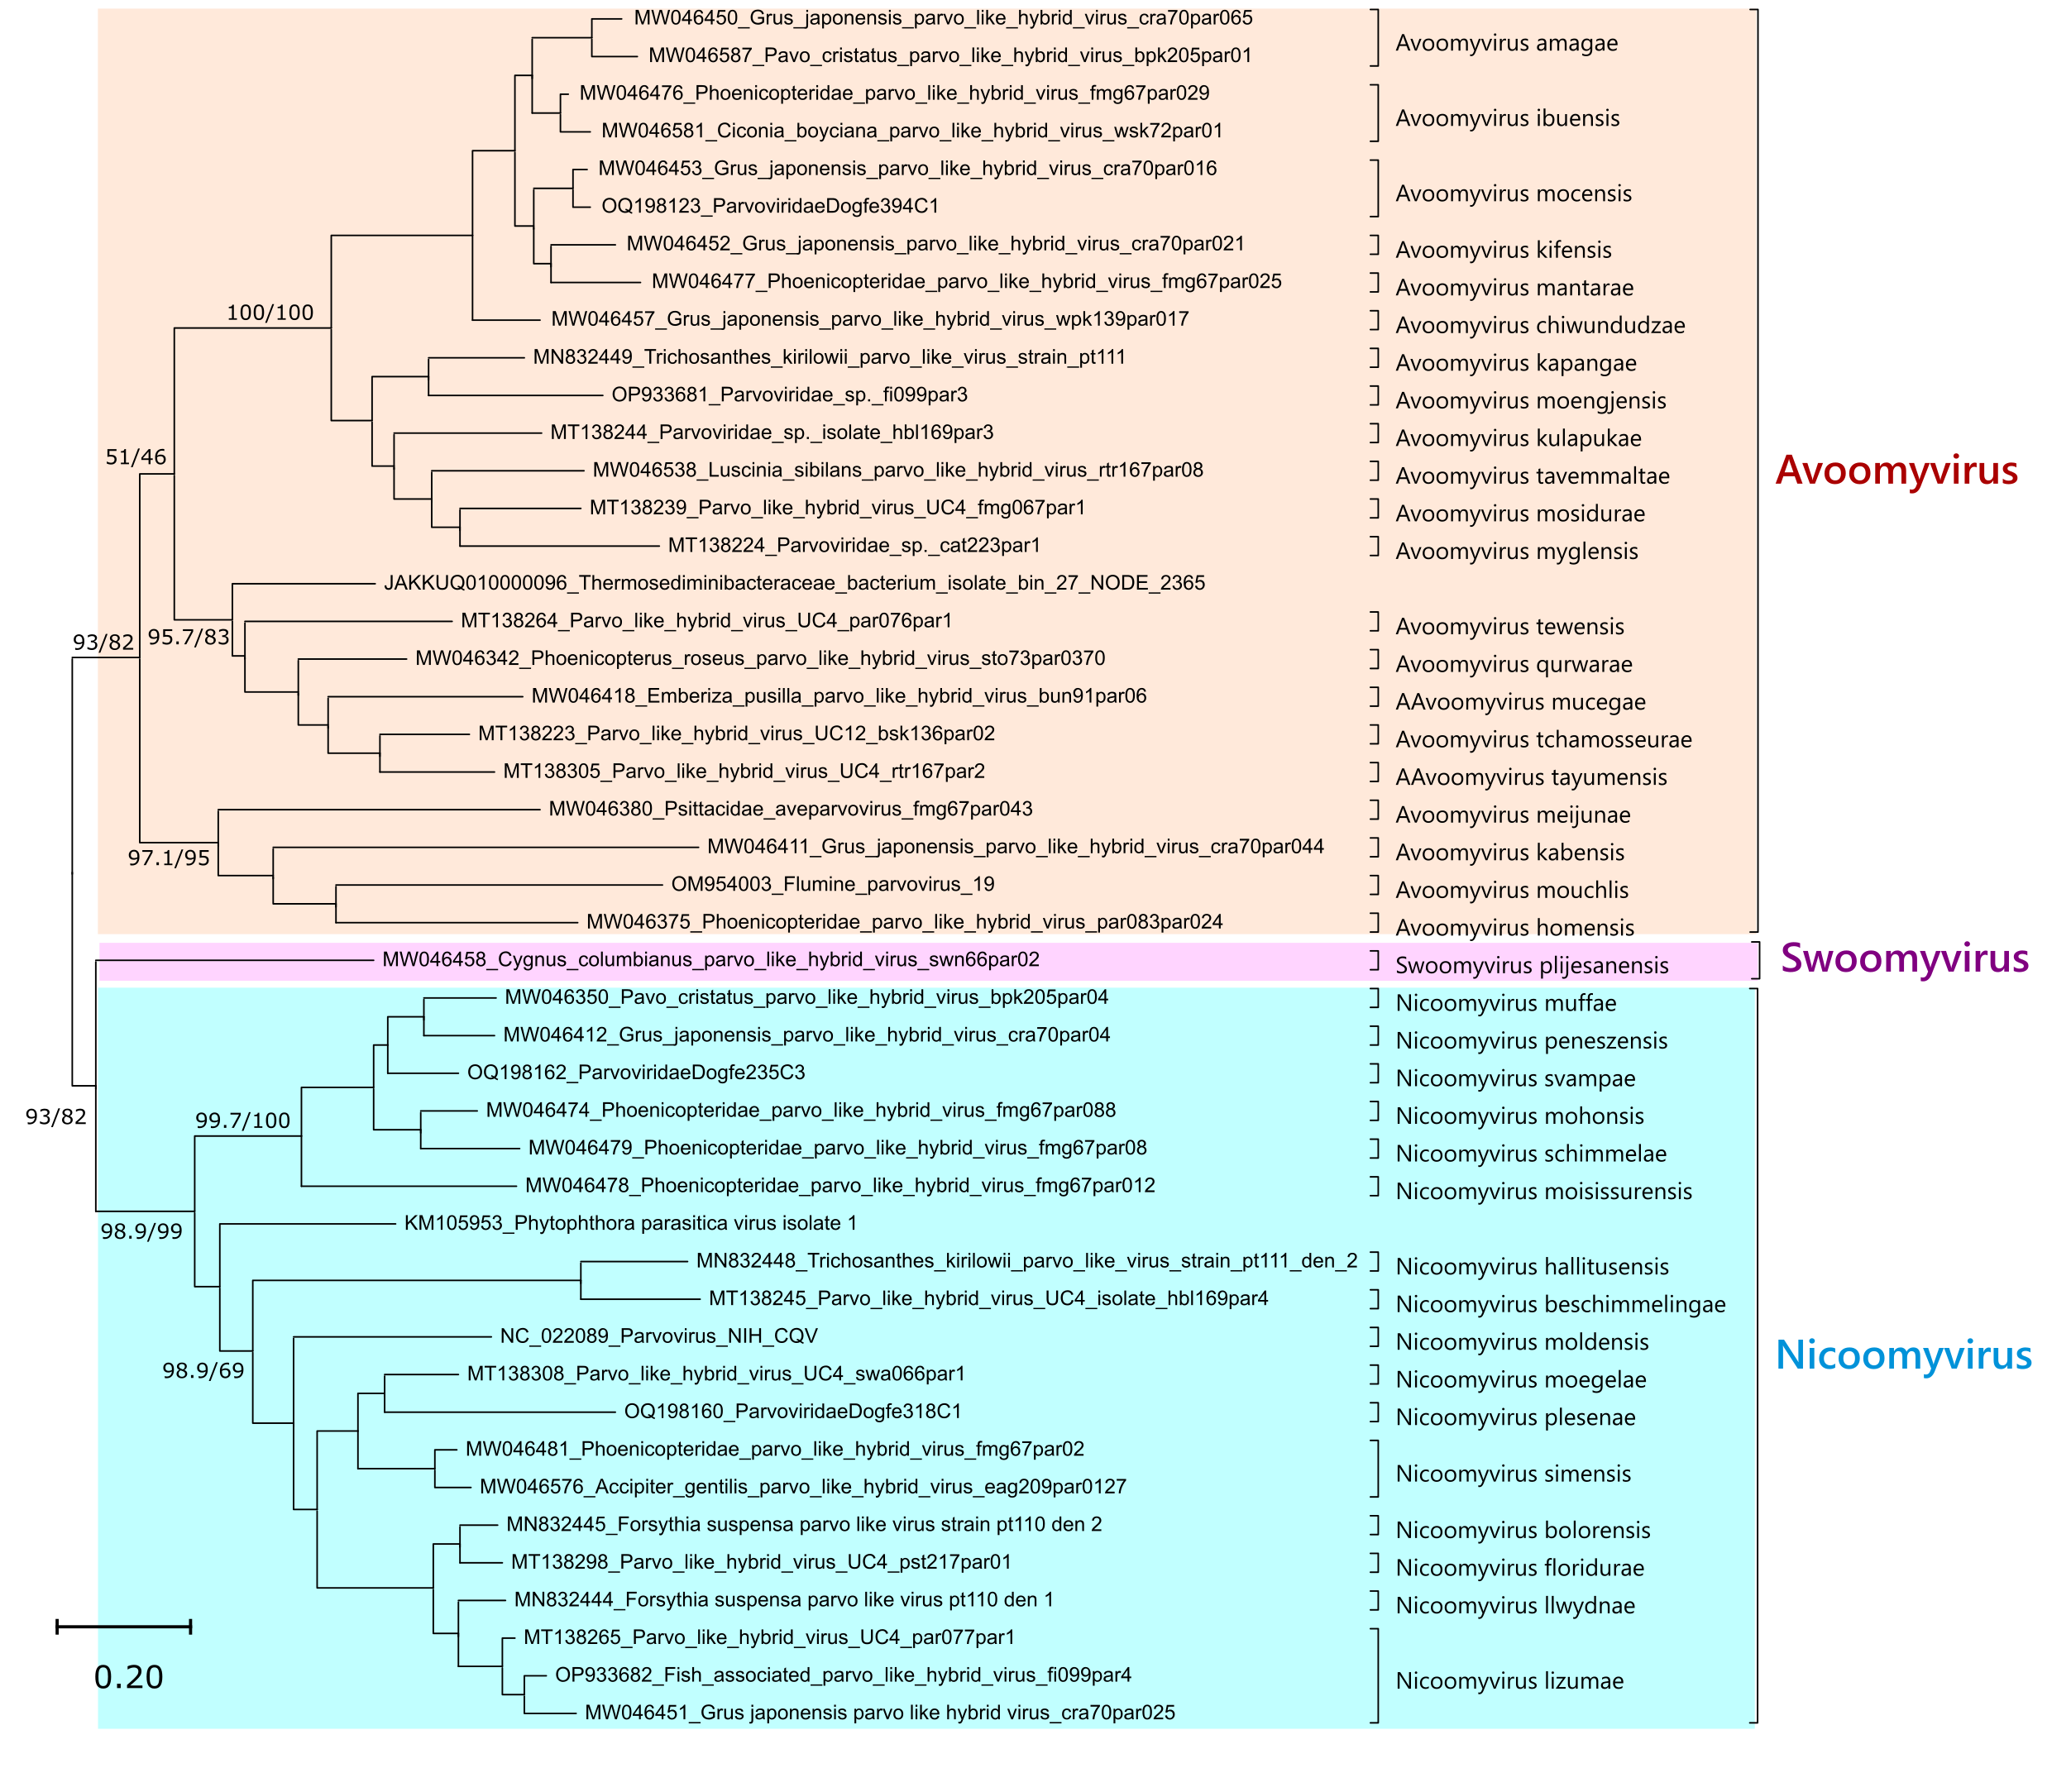 MW046450_Grus_japonensis_parvo_like_hybrid_virus_cra70par065
MW046587_Pavo_cristatus_parvo_like_hybrid_virus_bpk205par01
Avoomyvirus amagae
MW046476_Phoenicopteridae_parvo_like_hybrid_virus_fmg67par029
MW046581_Ciconia_boyciana_parvo_like_hybrid_virus_wsk72par01
Avoomyvirus ibuensis
MW046453_Grus_japonensis_parvo_like_hybrid_virus_cra70par016
OQ198123_ParvoviridaeDogfe394C1
Avoomyvirus mocensis
MW046452_Grus_japonensis_parvo_like_hybrid_virus_cra70par021 Avoomyvirus kifensis
MW046477_Phoenicopteridae_parvo_like_hybrid_virus_fmg67par025 Avoomyvirus mantarae
100/100
MW046457_Grus_japonensis_parvo_like_hybrid_virus_wpk139par017 Avoomyvirus chiwundudzae
MN832449_Trichosanthes_kirilowii_parvo_like_virus_strain_pt111 Avoomyvirus kapangae
OP933681_Parvoviridae_sp._fi099par3 Avoomyvirus moengjensis
MT138244_Parvoviridae_sp._isolate_hbl169par3 Avoomyvirus kulapukae
51/46
MW046538_Luscinia_sibilans_parvo_like_hybrid_virus_rtr167par08 Avoomyvirus tavemmaltae
Avoomyvirus
MT138239_Parvo_like_hybrid_virus_UC4_fmg067par1 Avoomyvirus mosidurae
MT138224_Parvoviridae_sp._cat223par1 Avoomyvirus myglensis
JAKKUQ010000096_Thermosediminibacteraceae_bacterium_isolate_bin_27_NODE_2365
MT138264_Parvo_like_hybrid_virus_UC4_par076par1 Avoomyvirus tewensis
93/82 95.7/83
MW046342_Phoenicopterus_roseus_parvo_like_hybrid_virus_sto73par0370 Avoomyvirus qurwarae
MW046418_Emberiza_pusilla_parvo_like_hybrid_virus_bun91par06 AAvoomyvirus mucegae
MT138223_Parvo_like_hybrid_virus_UC12_bsk136par02 Avoomyvirus tchamosseurae
MT138305_Parvo_like_hybrid_virus_UC4_rtr167par2 AAvoomyvirus tayumensis
MW046380_Psittacidae_aveparvovirus_fmg67par043 Avoomyvirus meijunae
97.1/95
MW046411_Grus_japonensis_parvo_like_hybrid_virus_cra70par044 Avoomyvirus kabensis
OM954003_Flumine_parvovirus_19 Avoomyvirus mouchlis
MW046375_Phoenicopteridae_parvo_like_hybrid_virus_par083par024 Avoomyvirus homensis
MW046458_Cygnus_columbianus_parvo_like_hybrid_virus_swn66par02 Swoomyvirus plijesanensis
Swoomyvirus
MW046350_Pavo_cristatus_parvo_like_hybrid_virus_bpk205par04 Nicoomyvirus muffae
MW046412_Grus_japonensis_parvo_like_hybrid_virus_cra70par04 Nicoomyvirus peneszensis
OQ198162_ParvoviridaeDogfe235C3 Nicoomyvirus svampae
93/82
99.7/100
MW046474_Phoenicopteridae_parvo_like_hybrid_virus_fmg67par088 Nicoomyvirus mohonsis
MW046479_Phoenicopteridae_parvo_like_hybrid_virus_fmg67par08 Nicoomyvirus schimmelae
MW046478_Phoenicopteridae_parvo_like_hybrid_virus_fmg67par012 Nicoomyvirus moisissurensis
98.9/99
KM105953_Phytophthora parasitica virus isolate 1
MN832448_Trichosanthes_kirilowii_parvo_like_virus_strain_pt111_den_2 Nicoomyvirus hallitusensis
MT138245_Parvo_like_hybrid_virus_UC4_isolate_hbl169par4 Nicoomyvirus beschimmelingae
NC_022089_Parvovirus_NIH_CQV Nicoomyvirus moldensis
Nicoomyvirus
98.9/69
MT138308_Parvo_like_hybrid_virus_UC4_swa066par1 Nicoomyvirus moegelae
OQ198160_ParvoviridaeDogfe318C1 Nicoomyvirus plesenae
MW046481_Phoenicopteridae_parvo_like_hybrid_virus_fmg67par02
MW046576_Accipiter_gentilis_parvo_like_hybrid_virus_eag209par0127
Nicoomyvirus simensis
MN832445_Forsythia suspensa parvo like virus strain pt110 den 2 Nicoomyvirus bolorensis
MT138298_Parvo_like_hybrid_virus_UC4_pst217par01 Nicoomyvirus floridurae
MN832444_Forsythia suspensa parvo like virus pt110 den 1 Nicoomyvirus llwydnae
MT138265_Parvo_like_hybrid_virus_UC4_par077par1
OP933682_Fish_associated_parvo_like_hybrid_virus_fi099par4
MW046451_Grus japonensis parvo like hybrid virus_cra70par025
Nicoomyvirus lizumae
0.20